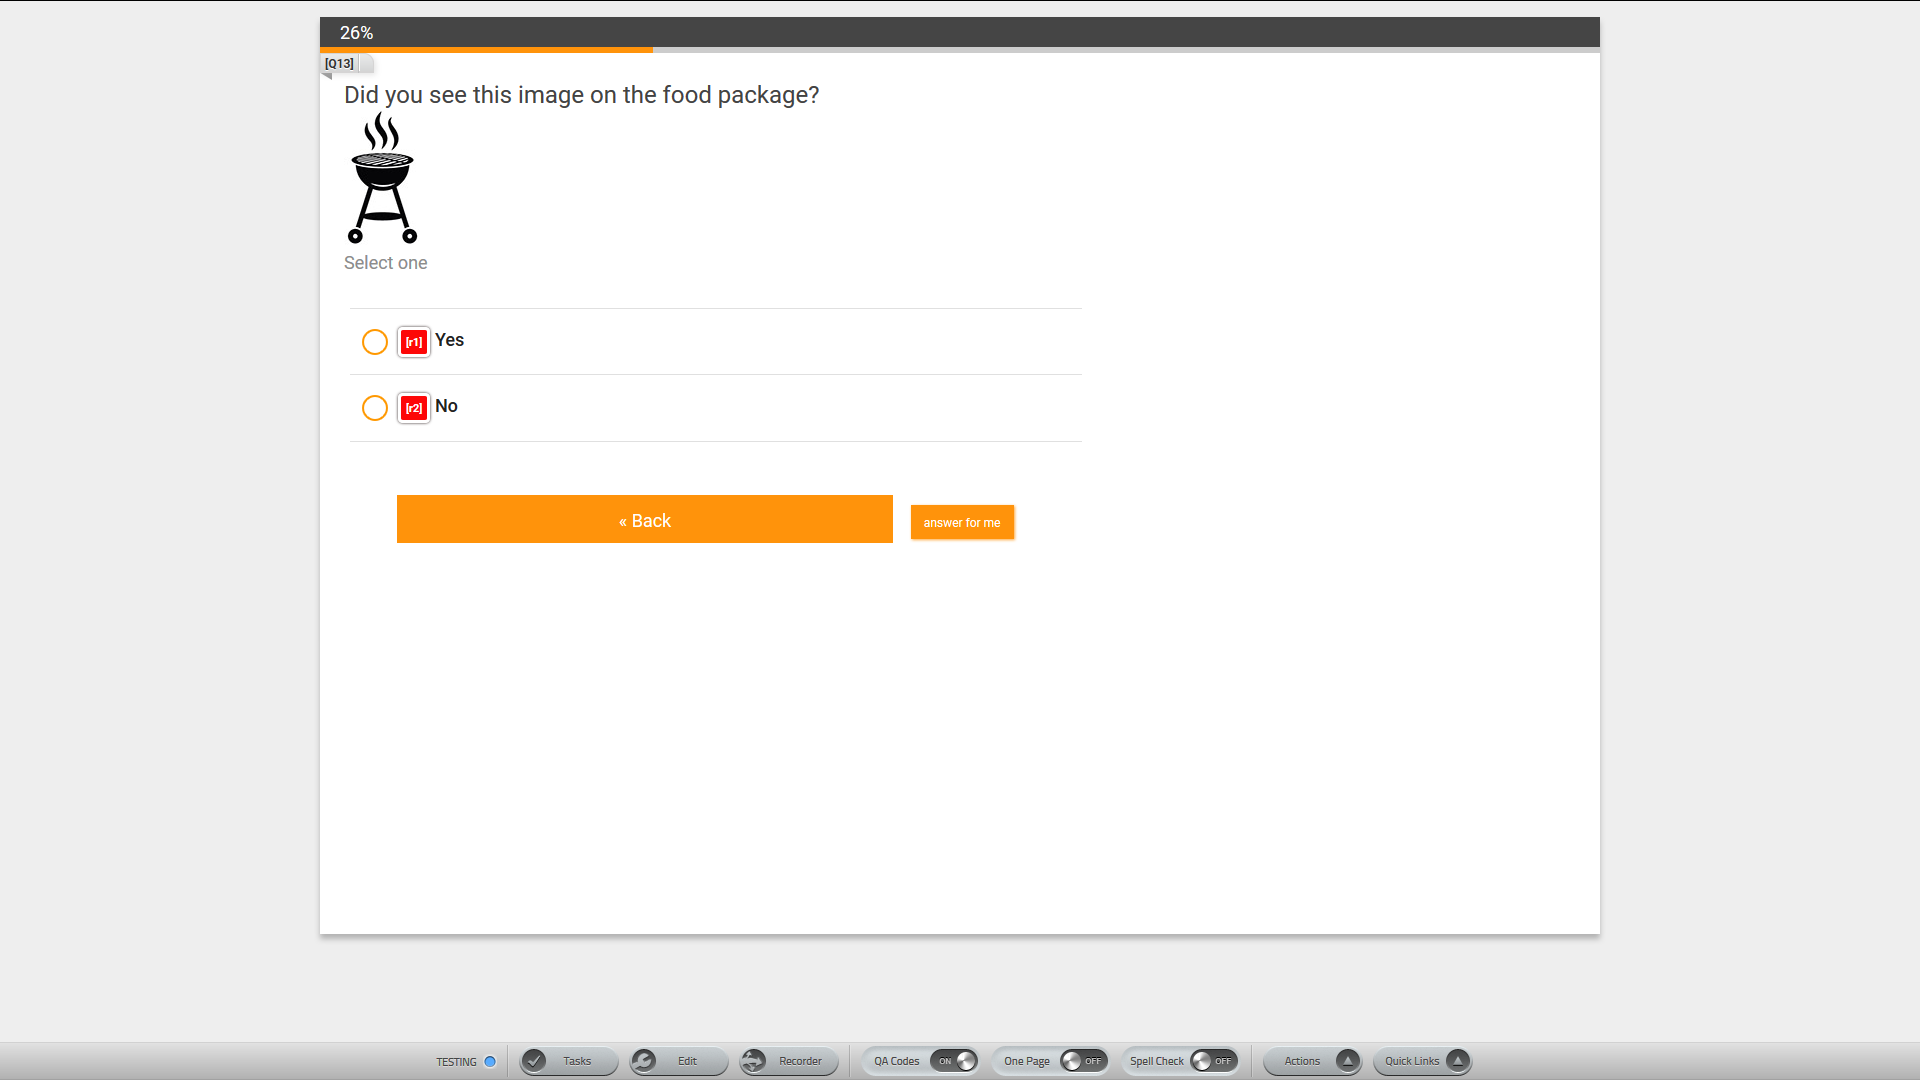 26%
[Q13]
Did you see this image on the food package?
Select one
[r1] Yes
[r2] No
« Back
answer for me
TESTING Tasks Edit Recorder QA Codes ON One Page OFF Spell Check OFF Actions Quick Links